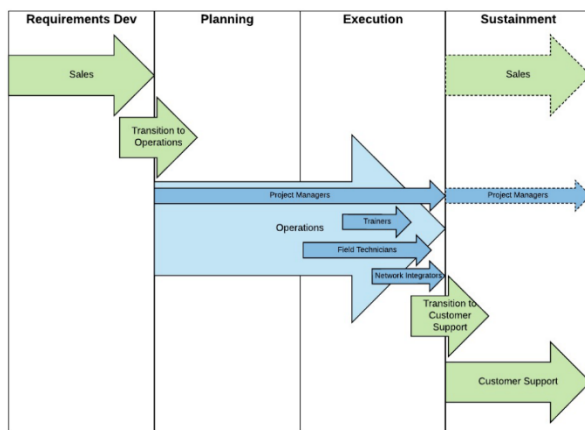 Requirements Dev
Planning
Execution
Sustainment
Sales
Sales
Transition to
Operations
Project Managers
Project Managers
Trainers
Operations
Field Technicians
Network Integrators
Transition to
Customer
Support
Customer Support